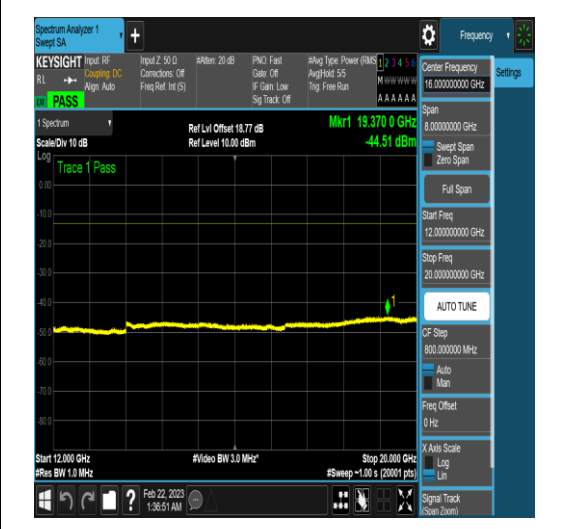 Spectrum Analyzer 1
Swept SA
Frequency
KEYSIGHT
RL
PASS
Input: RF
Coupling: DC
Align: Auto
Input Z: 50 Ω
Corrections: Off
Freq Ref: Int (S)
#Atten: 20 dB
PNO: Fast
Gate: Off
IF Gain: Low
Sig Track: Off
#Avg Type: Power (RMS
Avg|Hold: 5/5
Trig: Free Run
1 2 3 4 5 6
M W W W W W
A A A A A A
Settings
1 Spectrum
Scale/Div 10 dB
Ref Lvl Offset 18.77 dB
Ref Level 10.00 dBm
Mkr1 19.370 0 GHz
-44.51 dBm
Log
Trace 1 Pass
0.00
-10.0
-20.0
-30.0
-40.0
-50.0
-60.0
-70.0
-80.0
1
Start 12.000 GHz
#Res BW 1.0 MHz
#Video BW 3.0 MHz*
Stop 20.000 GHz
#Sweep ~1.00 s (20001 pts)
Center Frequency
16.000000000 GHz
Span
8.00000000 GHz
Swept Span
Zero Span
Full Span
Start Freq
12.000000000 GHz
Stop Freq
20.000000000 GHz
AUTO TUNE
CF Step
800.000000 MHz
Auto
Man
Freq Offset
0 Hz
X Axis Scale
Log
Lin
Signal Track
(Span Zoom)
Feb 22, 2023
1:36:51 AM